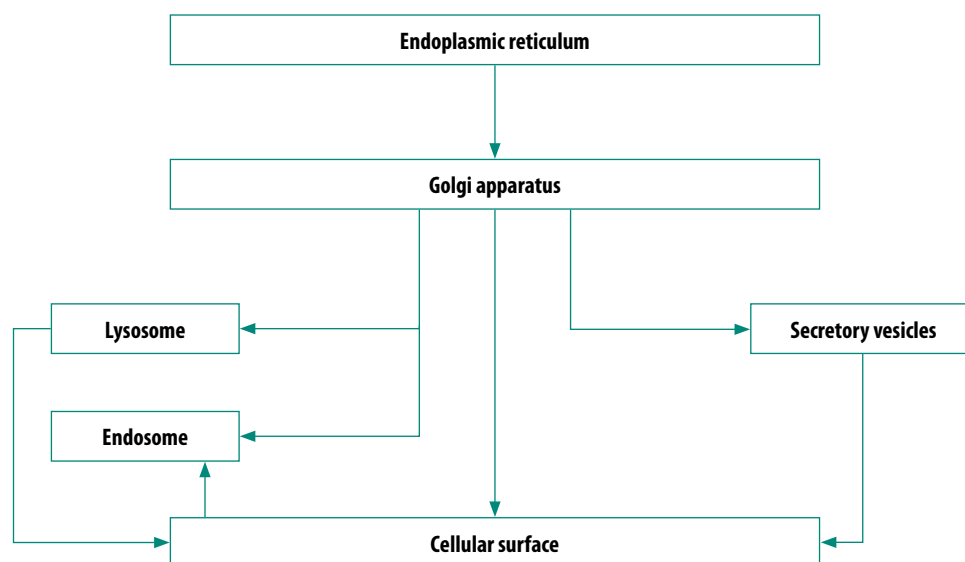 Endoplasmic reticulum
Golgi apparatus
Lysosome
Secretory vesicles
Endosome
Cellular surface